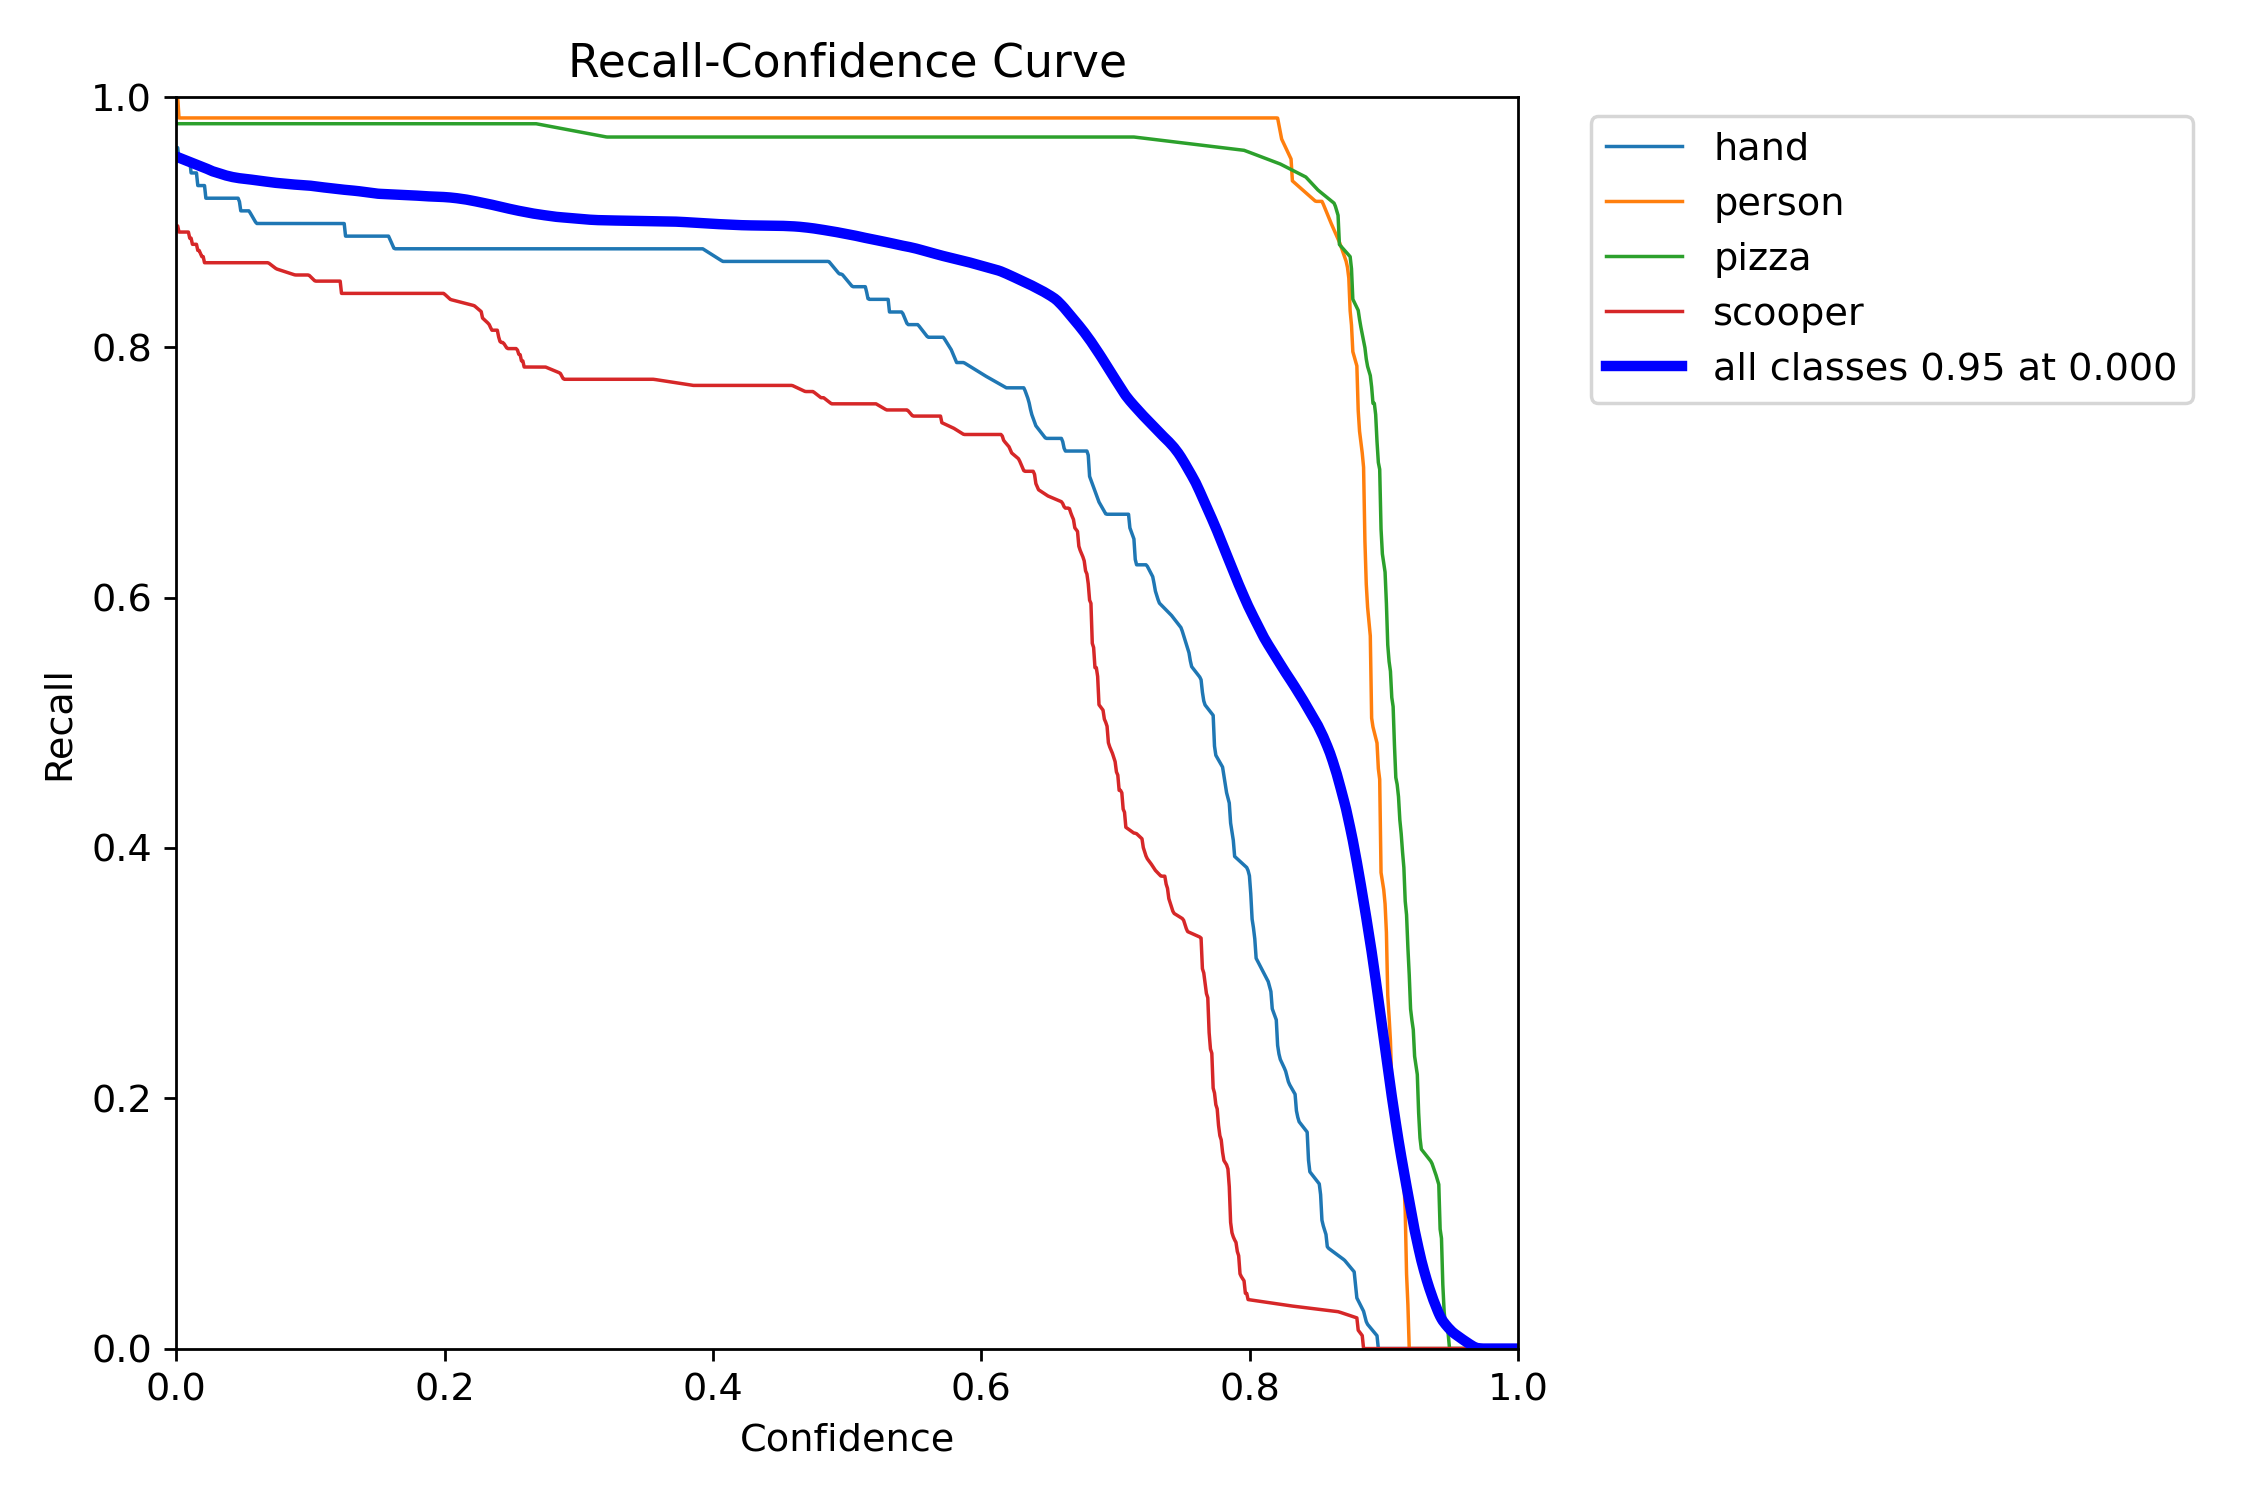 Recall-Confidence Curve
1.0
0.8
0.6
0.4
0.2
0.0
Recall
0.0 0.2 0.4 0.6 0.8 1.0
Confidence
hand
person
pizza
scooper
all classes 0.95 at 0.000